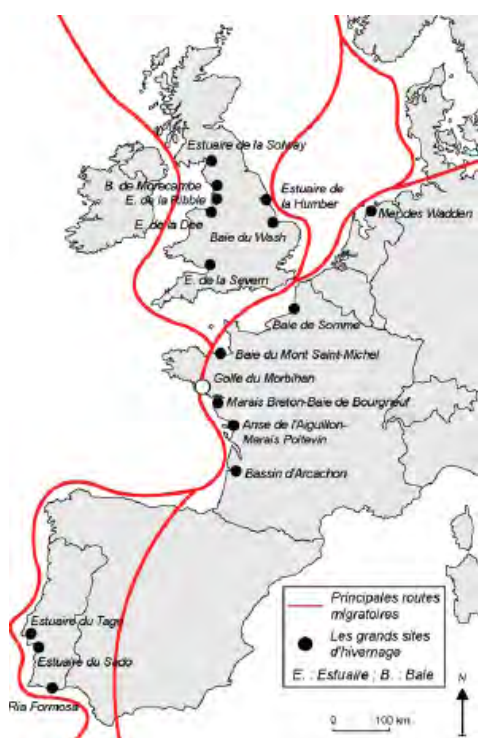 Estuaire de la Solway
B. de Morecambe
E. de la Ribble
Estuaire de
la Humber
E. de la Dee
Baie du Wash
Mer des Wadden
E. de la Severn
Baie de Somme
Baie du Mont Saint-Michel
Golfe du Morbihan
Marais Breton-Baie de Bourgneuf
Anse de l'Aiguillon-
Marais Poitevin
Bassin d'Arcachon
Estuaire du Tage
Estuaire du Sado
Ria Formosa
Principales routes
migratoires
Les grands sites
d'hivernage
E. : Estuaire ; B. : Baie
N
0 100 km